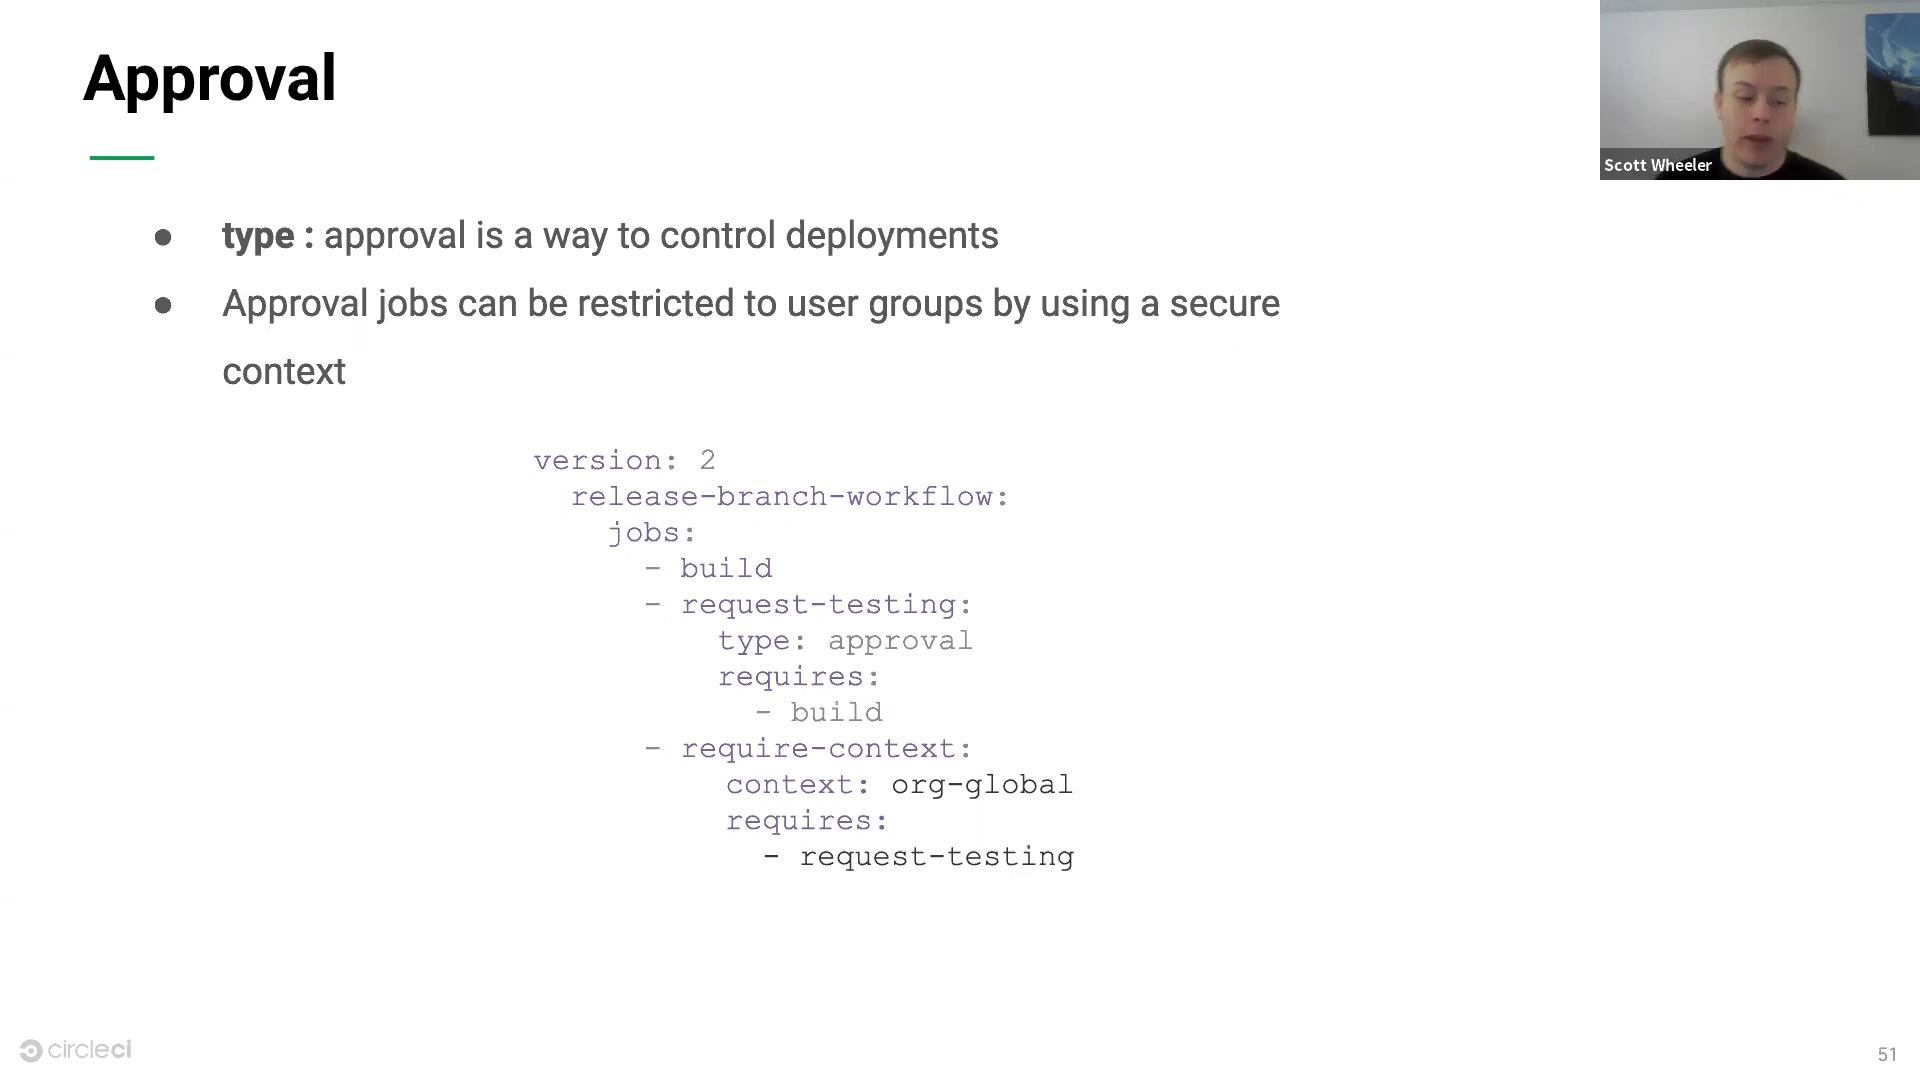 Approval
Scott Wheeler
● type : approval is a way to control deployments
● Approval jobs can be restricted to user groups by using a secure
context
version: 2
release-branch-workflow:
jobs:
- build
- request-testing:
type: approval
requires:
- build
- require-context:
context: org-global
requires:
- request-testing
circleci
51